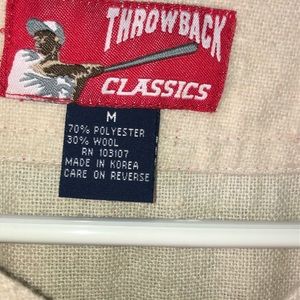 THROWBACK
CLASSICS
M
70% POLYESTER
30% WOOL
RN 103107
MADE IN KOREA
CARE ON REVERSE